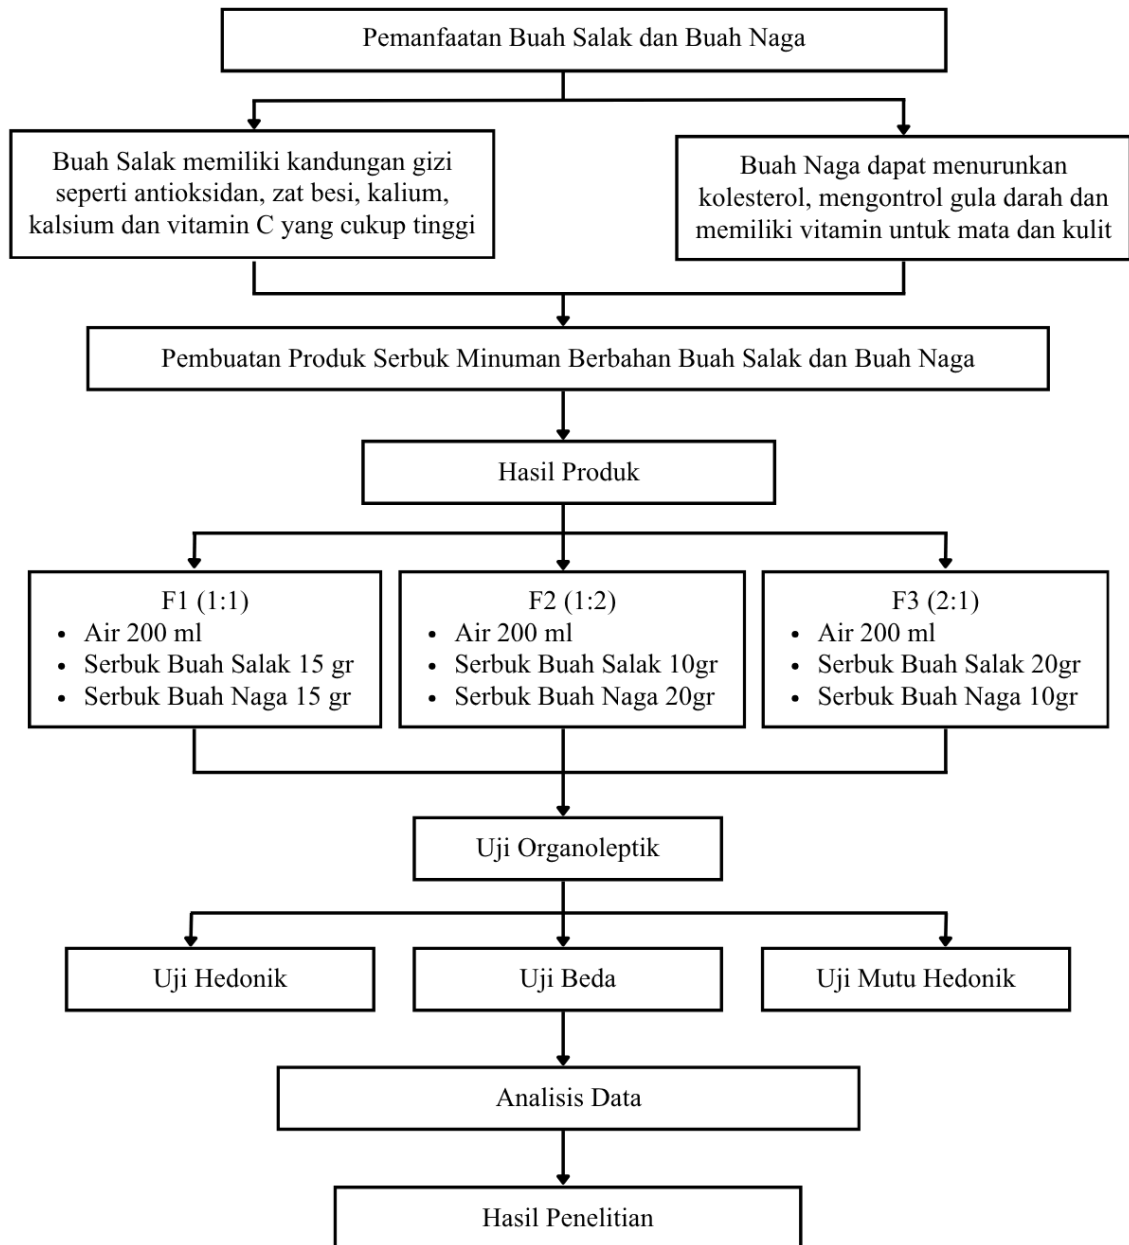 Pemanfaatan Buah Salak dan Buah Naga
Buah Salak memiliki kandungan gizi
seperti antioksidan, zat besi, kalium,
kalsium dan vitamin C yang cukup tinggi
Buah Naga dapat menurunkan
kolesterol, mengontrol gula darah dan
memiliki vitamin untuk mata dan kulit
Pembuatan Produk Serbuk Minuman Berbahan Buah Salak dan Buah Naga
Hasil Produk
F1 (1:1)
• Air 200 ml
• Serbuk Buah Salak 15 gr
• Serbuk Buah Naga 15 gr
F2 (1:2)
• Air 200 ml
• Serbuk Buah Salak 10gr
• Serbuk Buah Naga 20gr
F3 (2:1)
• Air 200 ml
• Serbuk Buah Salak 20gr
• Serbuk Buah Naga 10gr
Uji Organoleptik
Uji Hedonik
Uji Beda
Uji Mutu Hedonik
Analisis Data
Hasil Penelitian